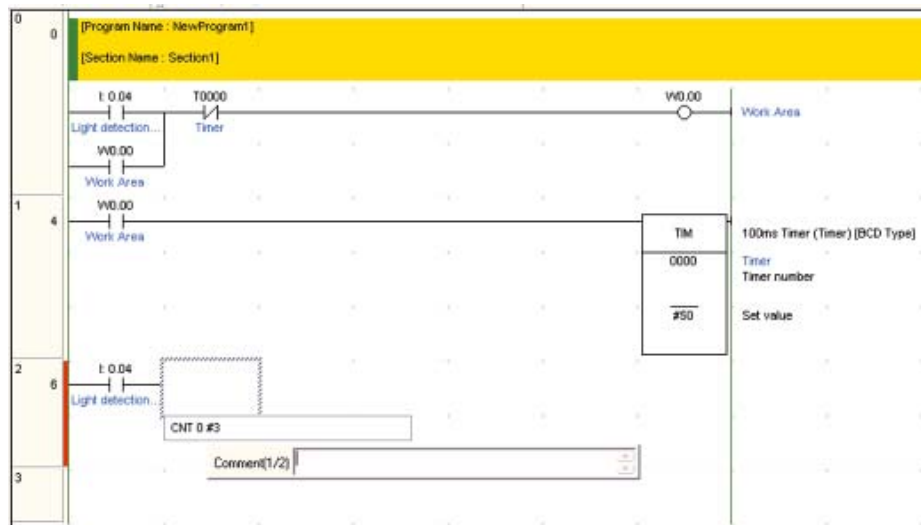 0
0
[Program Name : NewProgram1]
[Section Name : Section1]
I: 0.04
T0000
W0.00
Work Area
Light detection...
Timer
W0.00
Work Area
1
4
W0.00
Work Area
TIM
100ms Timer (Timer) [BCD Type]
0000
Timer
Timer number
#50
Set value
2
6
I: 0.04
Light detection...
CNT 0 #3
Comment(1/2)
3